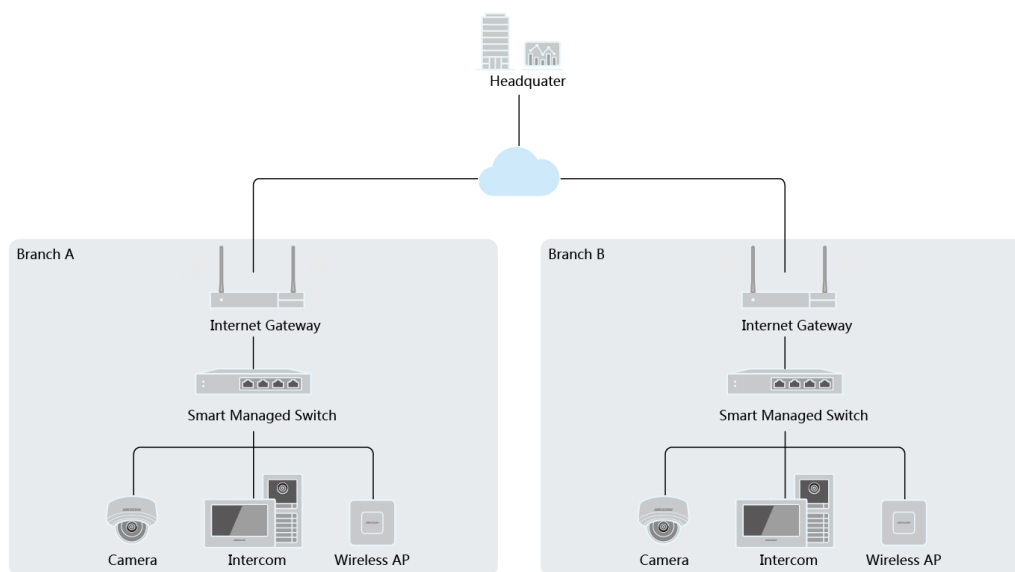 Headquater
Branch A
Branch B
Internet Gateway
Internet Gateway
Smart Managed Switch
Smart Managed Switch
Camera
Intercom
Wireless AP
Camera
Intercom
Wireless AP